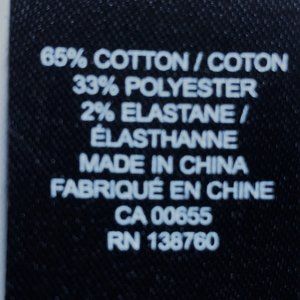 65% COTTON / COTON
33% POLYESTER
2% ELASTANE /
ÉLASTHANNE
MADE IN CHINA
FABRIQUÉ EN CHINE
CA 00655
RN 138760